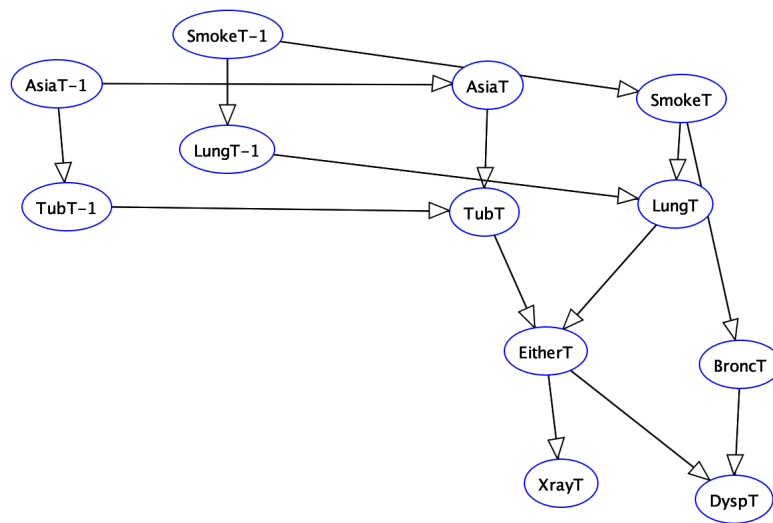 SmokeT-1
AsiaT-1
AsiaT
SmokeT
LungT-1
TubT-1
TubT
LungT
EitherT
BroncT
XrayT
DyspT